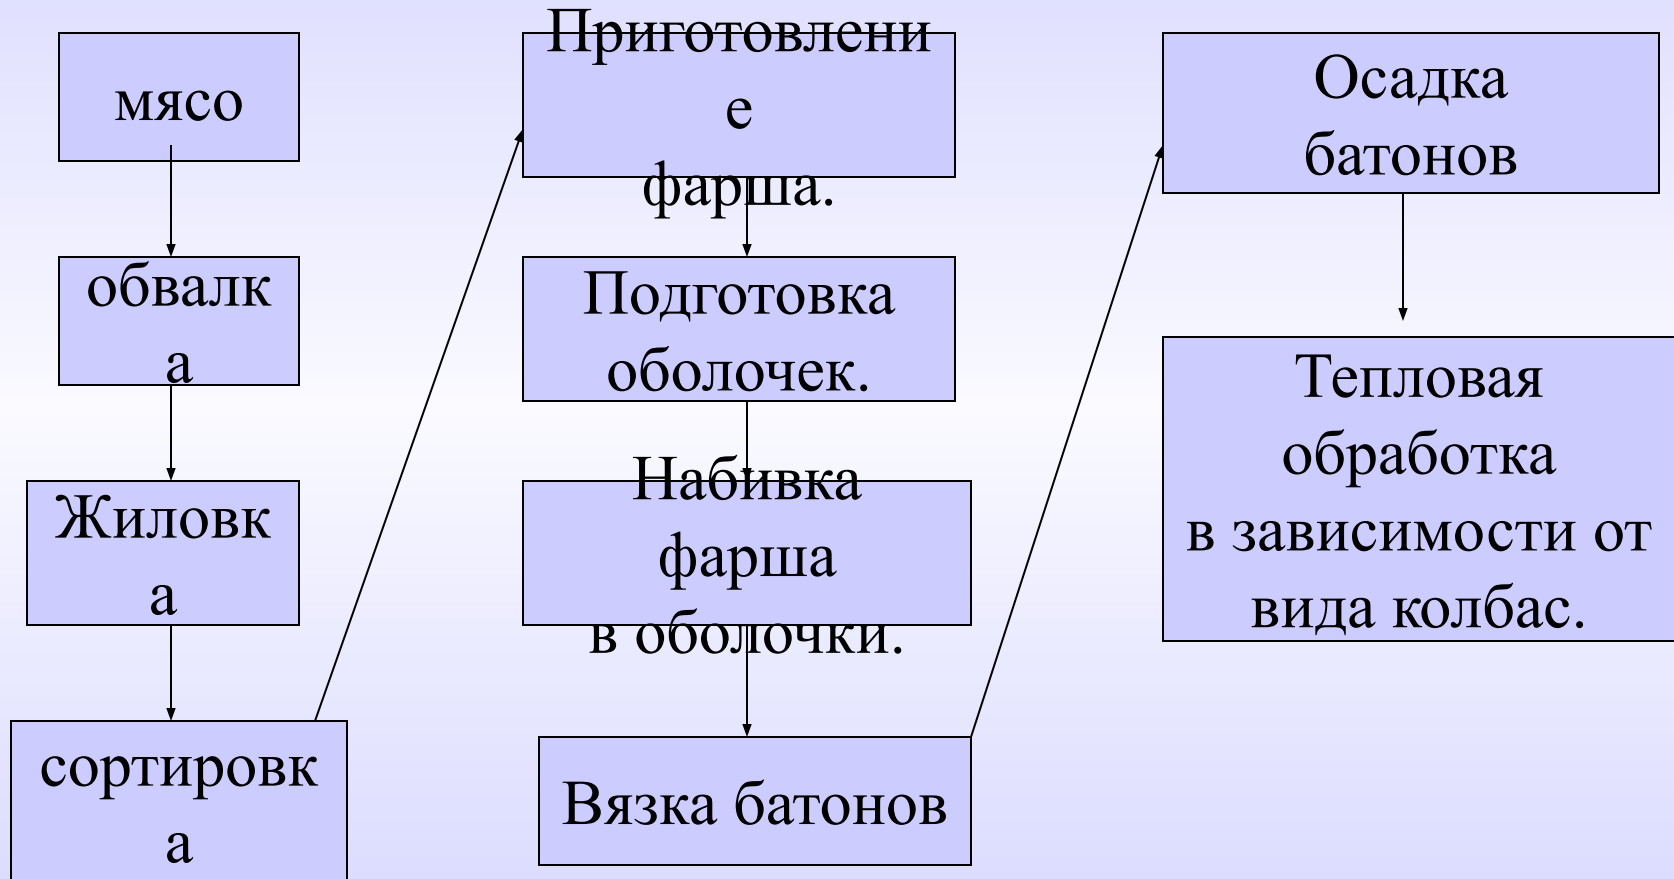 мясо
обвалк
а
Жиловк
а
сортировк
а
Приготовлени
е
фарша.
Подготовка
оболочек.
Набивка
фарша
в оболочки.
Вязка батонов
Осадка
батонов
Тепловая
обработка
в зависимости от
вида колбас.